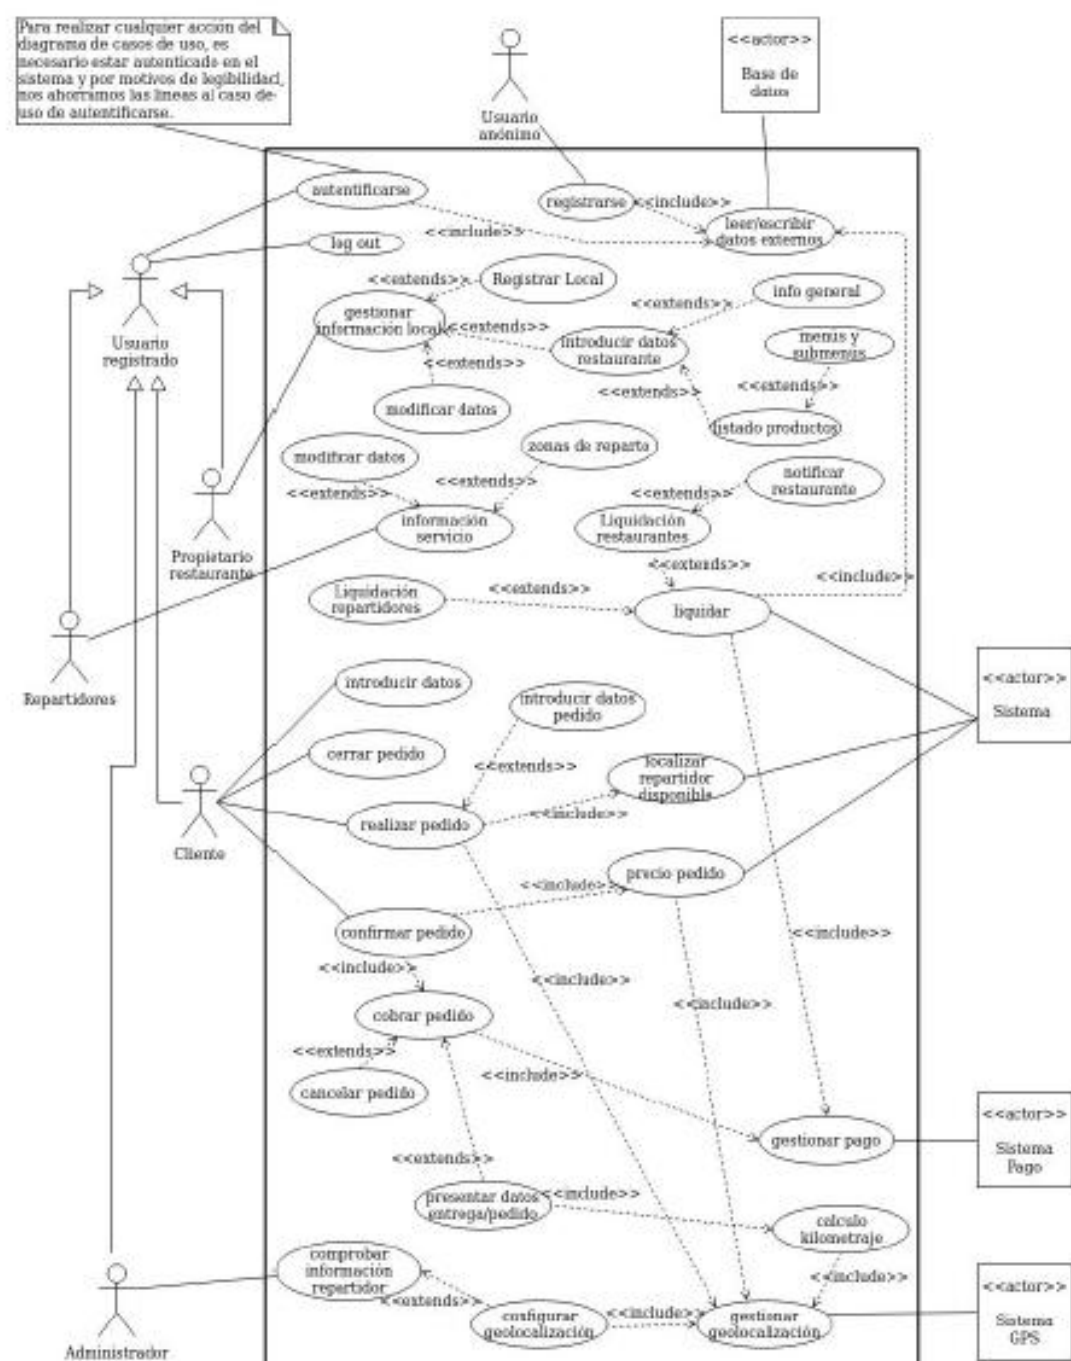 Para realizar cualquier acción del
diagrama de casos de uso, es
necesario estar autenticado en el
sistema y por motivos de legibilidad,
nos ahorramos las lineas al caso de
uso de autentificarse.
Usuario
anónimo
<<actor>>
Base de
datos
autentificarse
registrarse
<<include>>
leer/escribir
datos externos
log out
<<include>>
<<extends>>
Registrar Local
info general
<<extends>>
gestionar
información local
<<extends>>
introducir datos
restaurante
menus y
submenus
Usuario
registrado
<<extends>>
<<extends>>
<<extends>>
modificar datos
listado productos
modificar datos
zonas de reparto
notificar
restaurante
<<extends>>
<<extends>>
<<extends>>
información
servicio
Liquidación
restaurantes
Propietario
restaurante
<<extends>>
<<include>>
Liquidación
repartidores
<<extends>>
liquidar
Repartidores
<<actor>>
Sistema
introducir datos
introducir datos
pedido
cerrar pedido
<<extends>>
localizar
repartidor
disponible
realizar pedido
<<include>>
Cliente
precio pedido
<<include>>
confirmar pedido
<<include>>
<<include>>
<<include>>
<<include>>
cobrar pedido
<<extends>>
<<include>>
cancelar pedido
gestionar pago
<<actor>>
Sistema
Pago
<<extends>>
presentar datos
entrega/pedido
<<include>>
calculo
kilometraje
comprobar
información
repartidor
<<include>>
<<actor>>
Sistema
GPS
<<extends>>
configurar
geolocalización
<<include>>
gestionar
geolocalización
Administrador